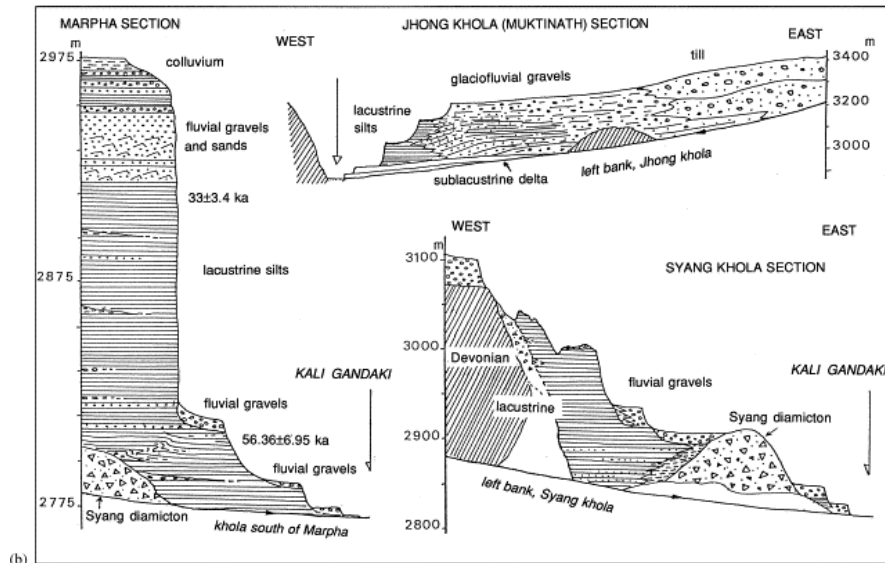 MARPHA SECTION
m
2975
colluvium
fluvial gravels
and sands
33±3.4 ka
2875
lacustrine silts
KALI GANDAKI
fluvial gravels
56.36±6.95 ka
fluvial gravels
2775
Syang diamicton
khola south of Marpha
JHONG KHOLA (MUKTINATH) SECTION
WEST
EAST
m
till
3400
glaciofluvial gravels
lacustrine
silts
3200
3000
left bank, Jhong khola
sublacustrine delta
WEST
EAST
m
SYANG KHOLA SECTION
3100
3000
Devonian
KALI GANDAKI
fluvial gravels
lacustrine
Syang diamicton
2900
left bank, Syang khola
2800
(b)